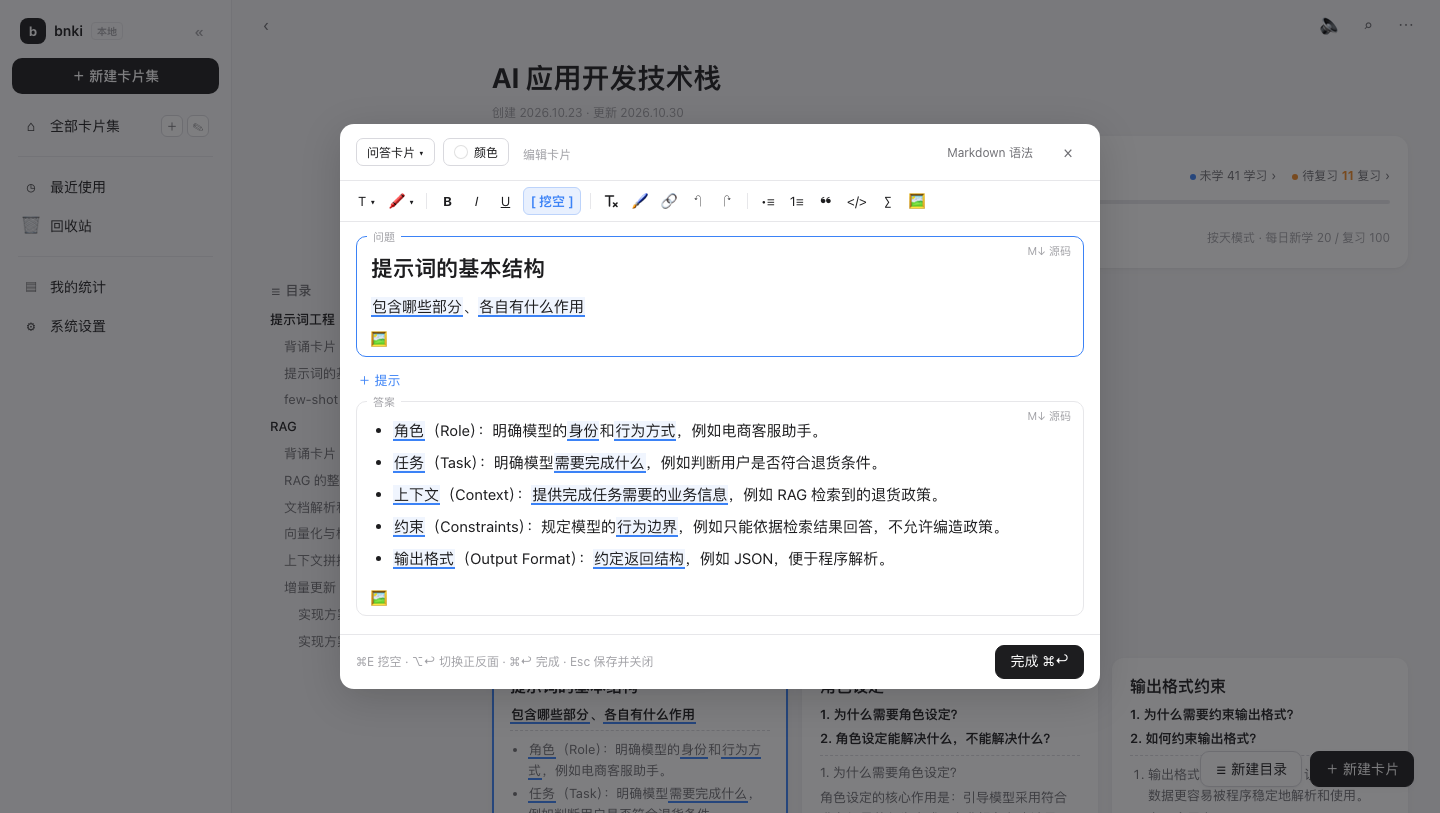 b bnki 本地 «
＋ 新建卡片集
全部卡片集
最近使用
回收站
我的统计
系统设置
‹
AI 应用开发技术栈
创建 2026.10.23 · 更新 2026.10.30
未学 41 学习 ›
待复习 11 复习 ›
按天模式 · 每日新学 20 / 复习 100
≡ 目录
提示词工程
背诵卡片
提示词的
few-shot
RAG
背诵卡片
RAG 的整
文档解析
向量化与
上下文拼
增量更新
实现方
实现方
问答卡片 ▾
颜色
编辑卡片
Markdown 语法
×
T ▾
B I U [ 挖空 ]
1≡
</> Σ
问题
M↓ 源码
提示词的基本结构
包含哪些部分、各自有什么作用
＋ 提示
答案
M↓ 源码
• 角色（Role）：明确模型的身份和行为方式，例如电商客服助手。
• 任务（Task）：明确模型需要完成什么，例如判断用户是否符合退货条件。
• 上下文（Context）：提供完成任务需要的业务信息，例如 RAG 检索到的退货政策。
• 约束（Constraints）：规定模型的行为边界，例如只能依据检索结果回答，不允许编造政策。
• 输出格式（Output Format）：约定返回结构，例如 JSON，便于程序解析。
⌘E 挖空 · ⌥↩ 切换正反面 · ⌘↩ 完成 · Esc 保存并关闭
完成 ⌘↩
提示词的基本结构
包含哪些部分、各自有什么作用
• 角色（Role）：明确模型的身份和行为方
式，例如电商客服助手。
• 任务（Task）：明确模型需要完成什么，
例如判断用户是否符合退货条件。
角色设定
1. 为什么需要角色设定?
2. 角色设定能解决什么，不能解决什么?
1. 为什么需要角色设定?
角色设定的核心作用是：引导模型采用符合
输出格式约束
1. 为什么需要约束输出格式?
2. 如何约束输出格式?
1. 输出格式
数据更容易被程序稳定地解析和使用。
≡ 新建目录
＋ 新建卡片